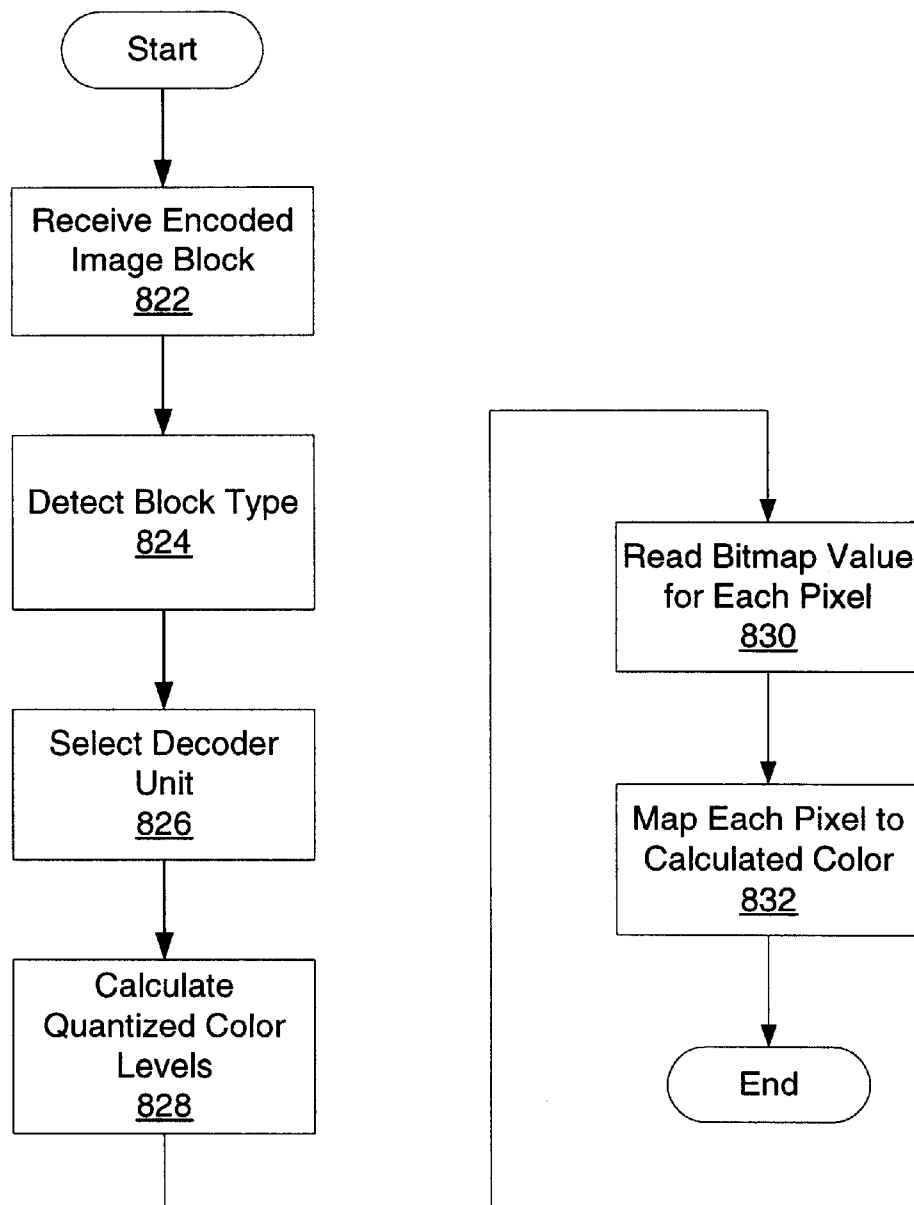 Start
Receive Encoded
Image Block
822
Detect Block Type
824
Select Decoder
Unit
826
Calculate
Quantized Color
Levels
828
Read Bitmap Value
for Each Pixel
830
Map Each Pixel to
Calculated Color
832
End